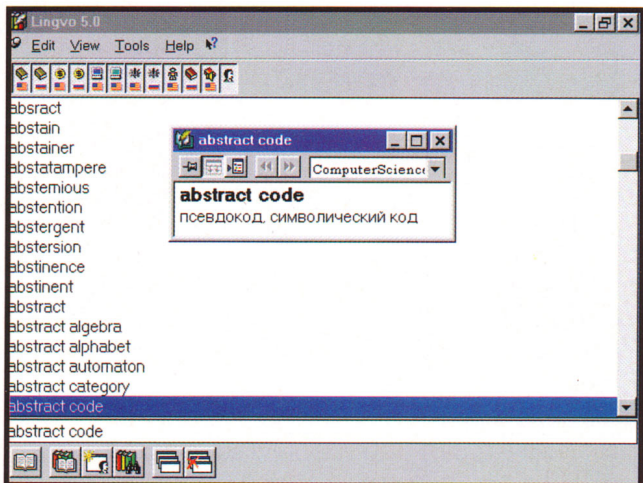 Lingvo 5.0
Edit View Tools Help
absract
abstain
abstainer
abstatampere
abstemious
abstention
abstergent
abstersion
abstinence
abstinent
abstract
abstract algebra
abstract alphabet
abstract automaton
abstract category
abstract code
abstract code
abstract code
ComputerScience
abstract code
псевдокод, символический код